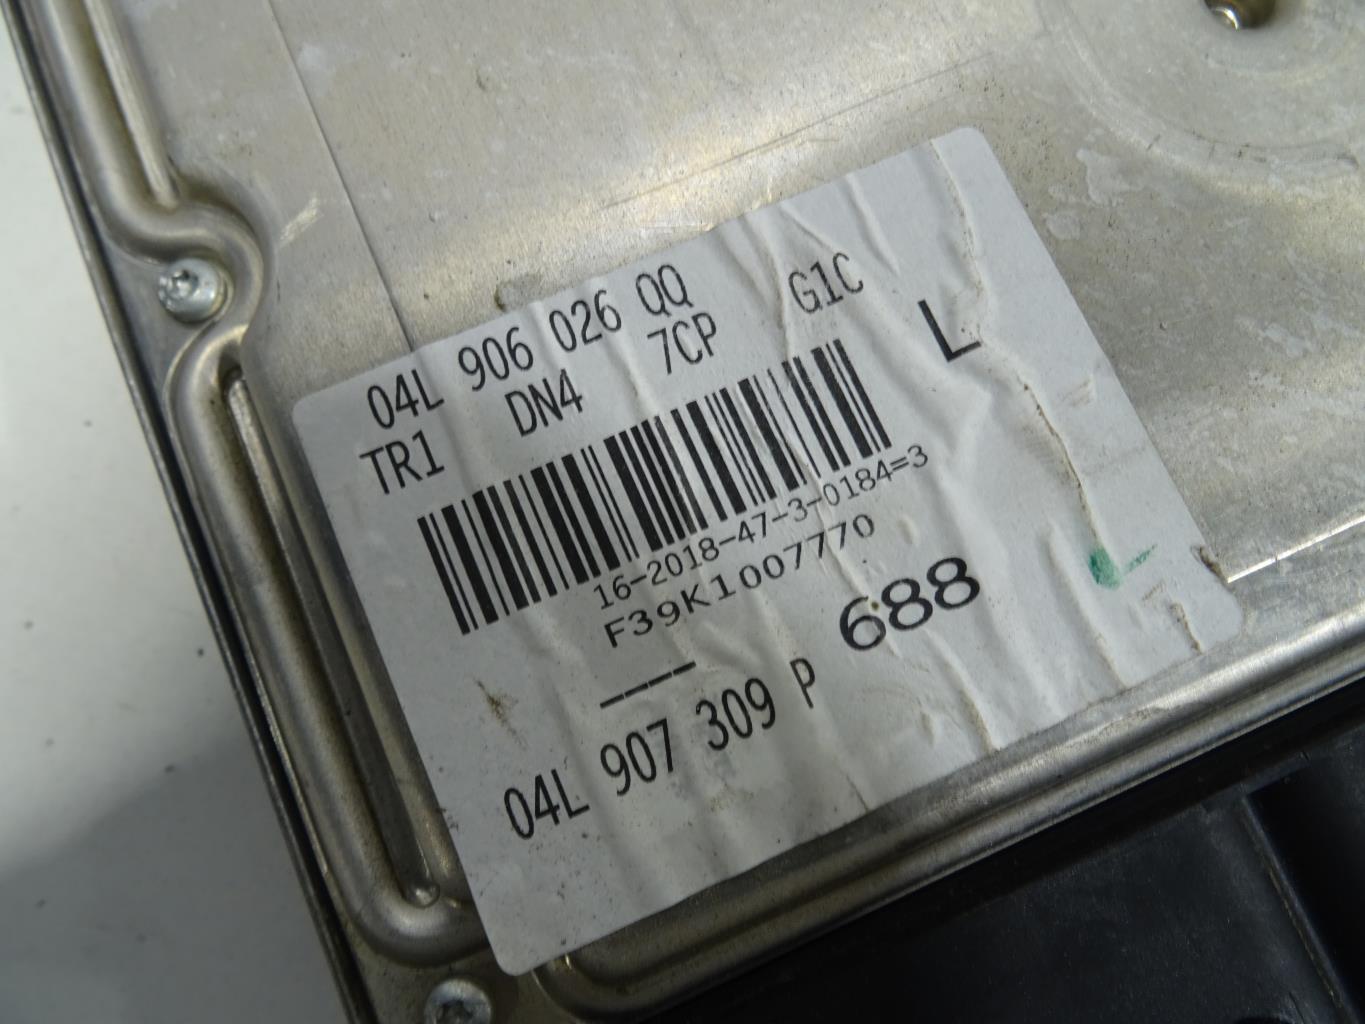 04L 906 026 QQ
TR1 DN4 7CP G1C
L
16-2018-47-3-0184=3
F39K1007770
----
688
04L 907 309 P